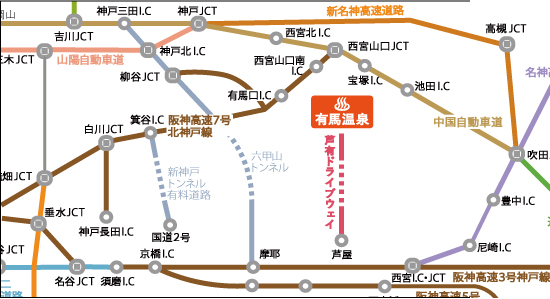 岡山
神戸三田I.C
神戸JCT
新名神高速道路
吉川JCT
神戸北I.C
西宮北I.C
高槻JCT
西宮山口JCT
三木JCT
山陽自動車道
西宮山口南
I.C
柳谷JCT
宝塚I.C
名神
池田I.C
有馬口I.C
有馬温泉
箕谷I.C
阪神高速7号
北神戸線
中国自動車道
白川JCT
芦有ドライブウェイ
六甲山
トンネル
吹田
新神戸
トンネル
有料道路
畑JCT
豊中I.C
垂水JCT
神戸長田I.C
国道2号
尼崎I.C
谷JCT
京橋I.C
摩耶
芦屋
名谷JCT
須磨I.C
西宮I.C・JCT
阪神高速3号神戸線
道路
阪神高速5号